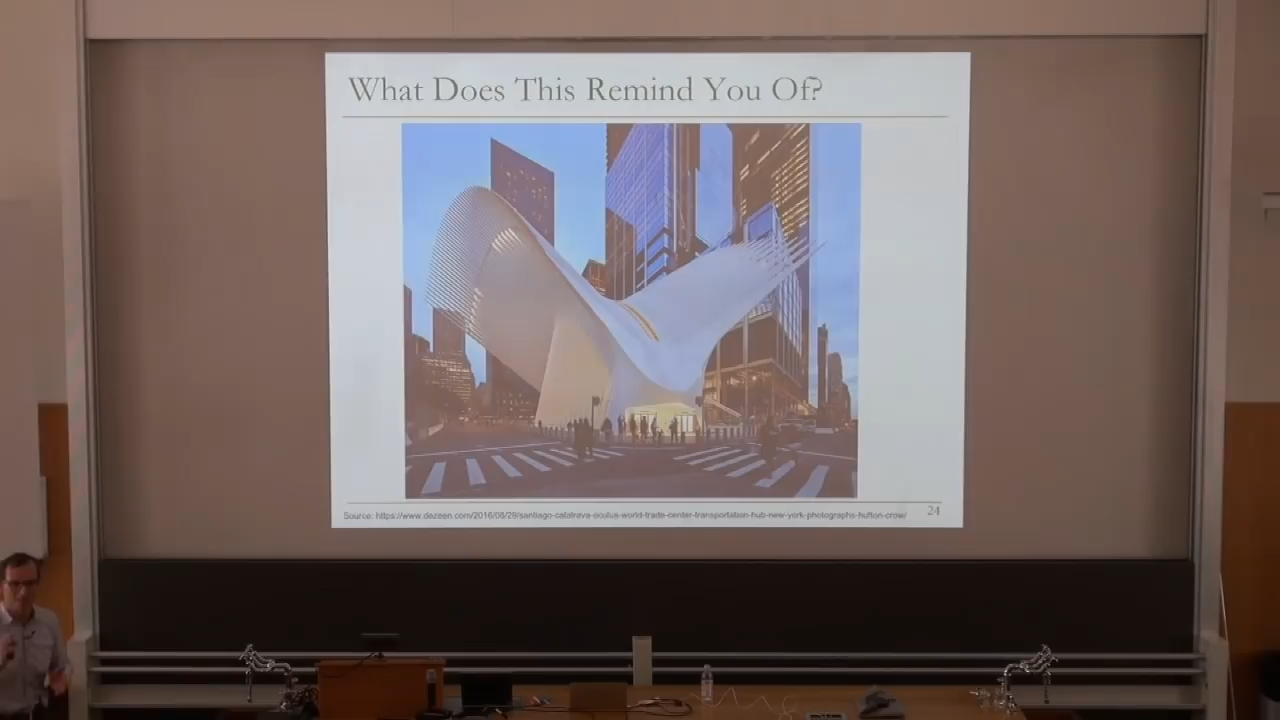 What Does This Remind You Of?
Source: https://www.dezeen.com/2016/08/29/santiago-calatrava-oculus-world-trade-center-transportation-hub-new-york-photographs-hufton-crow/
24